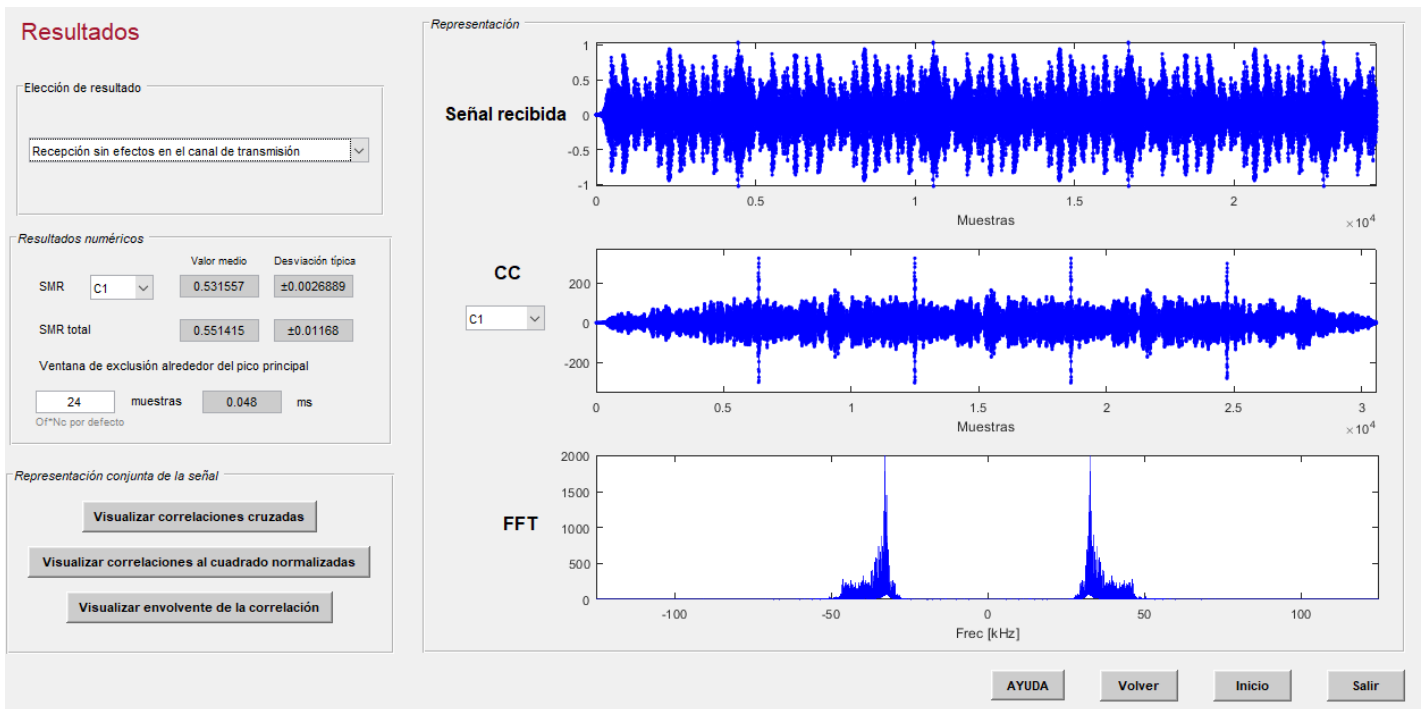 Resultados
Elección de resultado
Recepción sin efectos en el canal de transmisión
Resultados numéricos
Valor medio Desviación típica
SMR C1 0.531557 ±0.0026889
SMR total 0.551415 ±0.01168
Ventana de exclusión alrededor del pico principal
24 muestras 0.048 ms
Of*Nc por defecto
Representación conjunta de la señal
Visualizar correlaciones cruzadas
Visualizar correlaciones al cuadrado normalizadas
Visualizar envolvente de la correlación
Representación
Señal recibida
1
0.5
0
-0.5
-1
0 0.5 1 1.5 2
Muestras
×10^4
CC
C1
200
0
-200
0 0.5 1 1.5 2 2.5 3
Muestras
×10^4
FFT
2000
1500
1000
500
0
-100 -50 0 50 100
Frec [kHz]
AYUDA Volver Inicio Salir